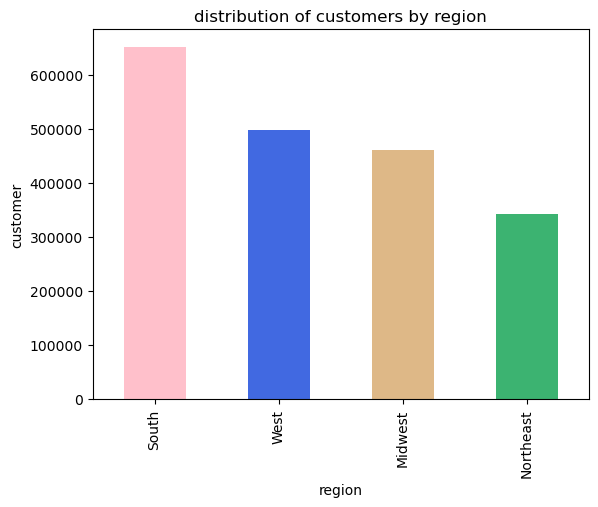 distribution of customers by region
customer
600000
500000
400000
300000
200000
100000
0
South
West
Midwest
Northeast
region